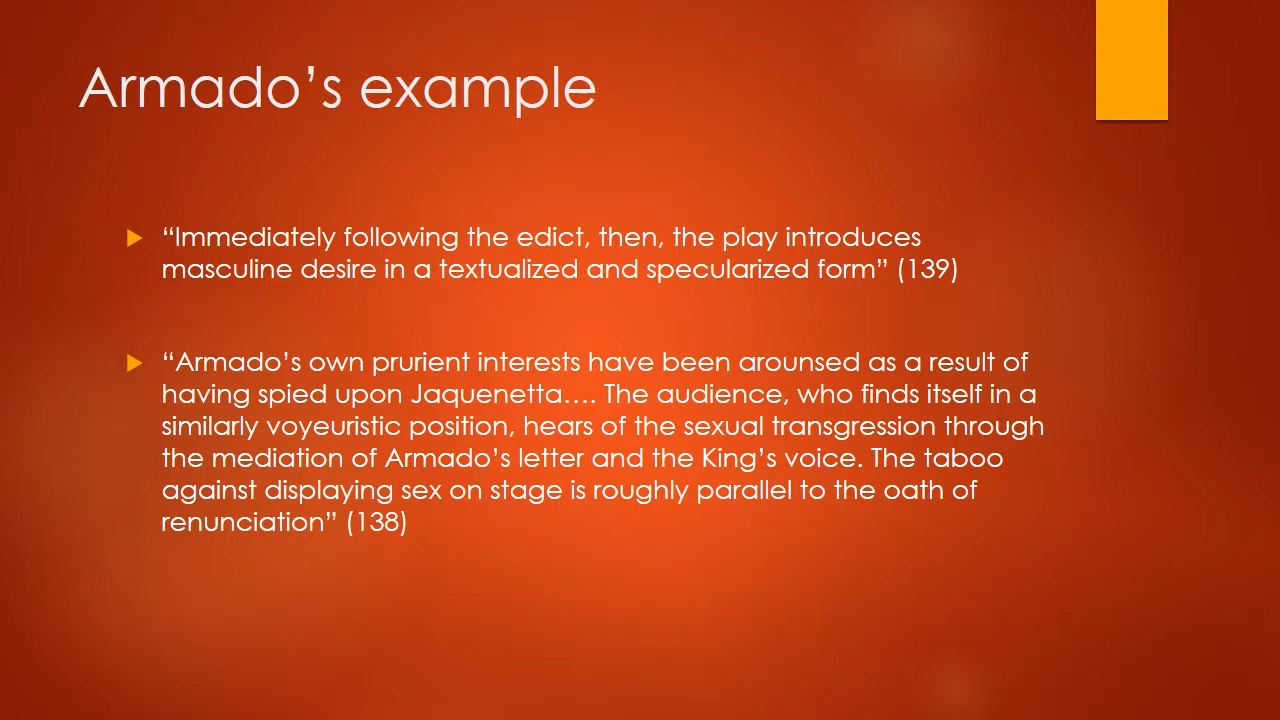 Armado’s example
“Immediately following the edict, then, the play introduces
masculine desire in a textualized and specularized form” (139)
“Armado’s own prurient interests have been arounsed as a result of
having spied upon Jaquenetta…. The audience, who finds itself in a
similarly voyeuristic position, hears of the sexual transgression through
the mediation of Armado’s letter and the King’s voice. The taboo
against displaying sex on stage is roughly parallel to the oath of
renunciation” (138)